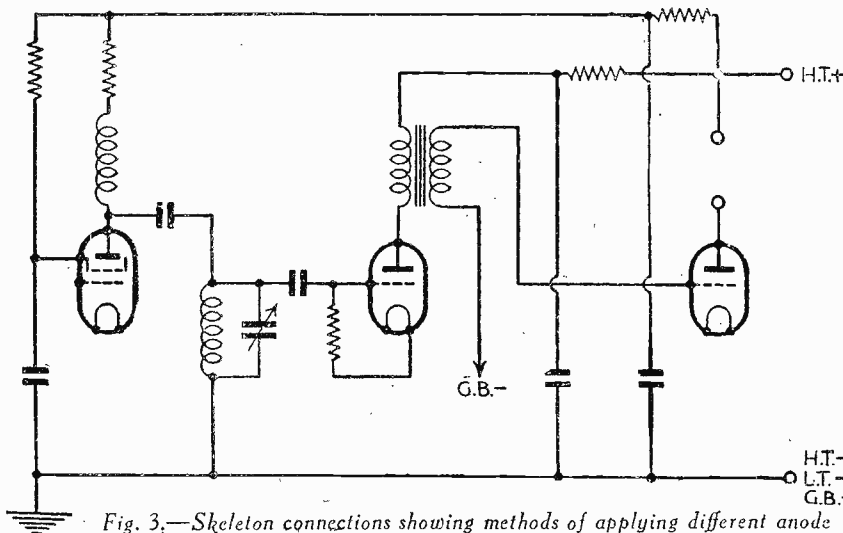 H.T.+
G.B.-
H.T.-
L.T.-
G.B.-
Fig. 3.—Skeleton connections showing methods of applying different anode